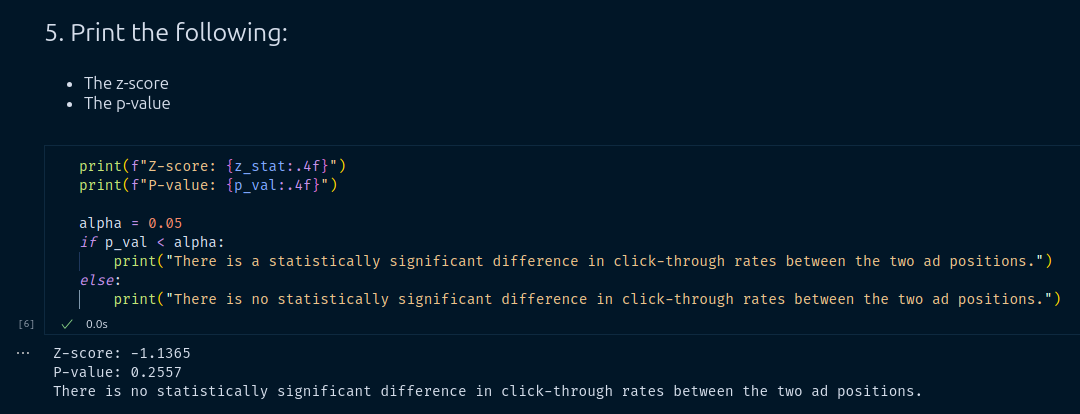 5. Print the following:
• The z-score
• The p-value
print(f"Z-score: {z_stat:.4f}")
print(f"P-value: {p_val:.4f}")
alpha = 0.05
if p_val < alpha:
    print("There is a statistically significant difference in click-through rates between the two ad positions.")
else:
    print("There is no statistically significant difference in click-through rates between the two ad positions.")
[6] ✓ 0.0s
... Z-score: -1.1365
P-value: 0.2557
There is no statistically significant difference in click-through rates between the two ad positions.